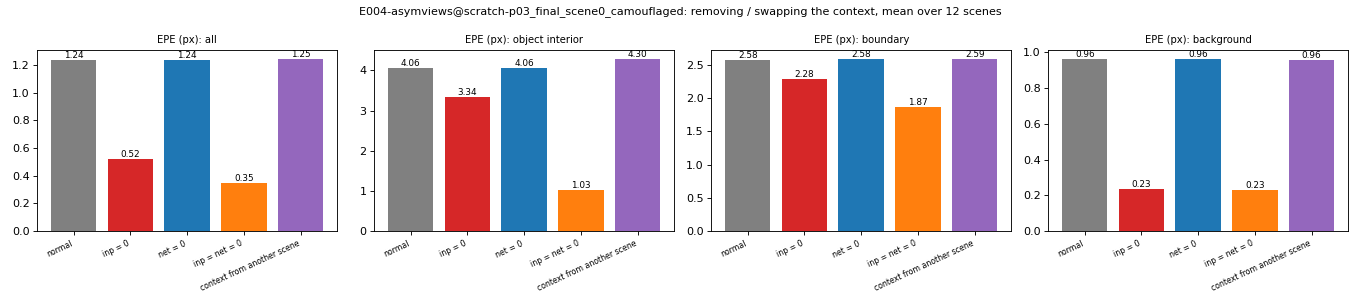 E004-asymviews@scratch-p03_final_scene0_camouflaged: removing / swapping the context, mean over 12 scenes
EPE (px): all
1.24
0.52
1.24
0.35
1.25
0.0
0.2
0.4
0.6
0.8
1.0
1.2
normal
inp = 0
net = 0
inp = net = 0
context from another scene
EPE (px): object interior
4.06
3.34
4.06
1.03
4.30
0
1
2
3
4
normal
inp = 0
net = 0
inp = net = 0
context from another scene
EPE (px): boundary
2.58
2.28
2.58
1.87
2.59
0.0
0.5
1.0
1.5
2.0
2.5
normal
inp = 0
net = 0
inp = net = 0
context from another scene
EPE (px): background
0.96
0.23
0.96
0.23
0.96
0.0
0.2
0.4
0.6
0.8
1.0
normal
inp = 0
net = 0
inp = net = 0
context from another scene